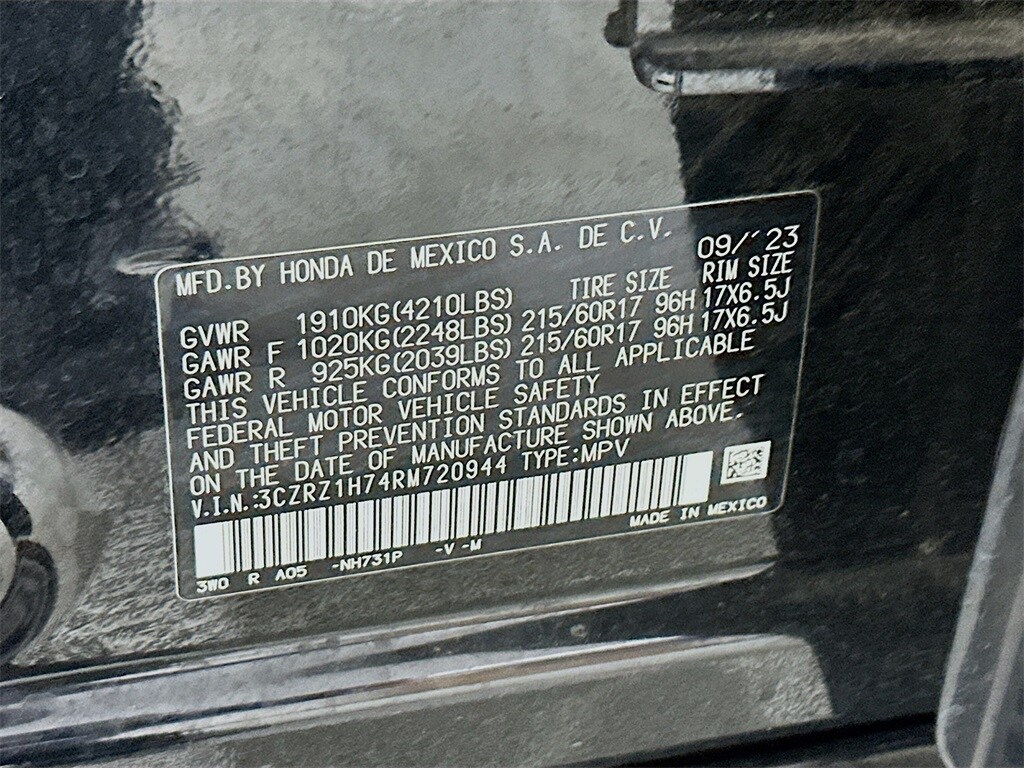 MFD.BY HONDA DE MEXICO S.A. DE C.V. 09/´23
TIRE SIZE RIM SIZE
GVWR 1910KG(4210LBS)
GAWR F 1020KG(2248LBS) 215/60R17 96H 17X6.5J
GAWR R 925KG(2039LBS) 215/60R17 96H 17X6.5J
THIS VEHICLE CONFORMS TO ALL APPLICABLE
FEDERAL MOTOR VEHICLE SAFETY
AND THEFT PREVENTION STANDARDS IN EFFECT
ON THE DATE OF MANUFACTURE SHOWN ABOVE.
V.I.N.:3CZRZ1H74RM720944 TYPE:MPV
MADE IN MEXICO
3W0 R A05 -NH731P -V -M